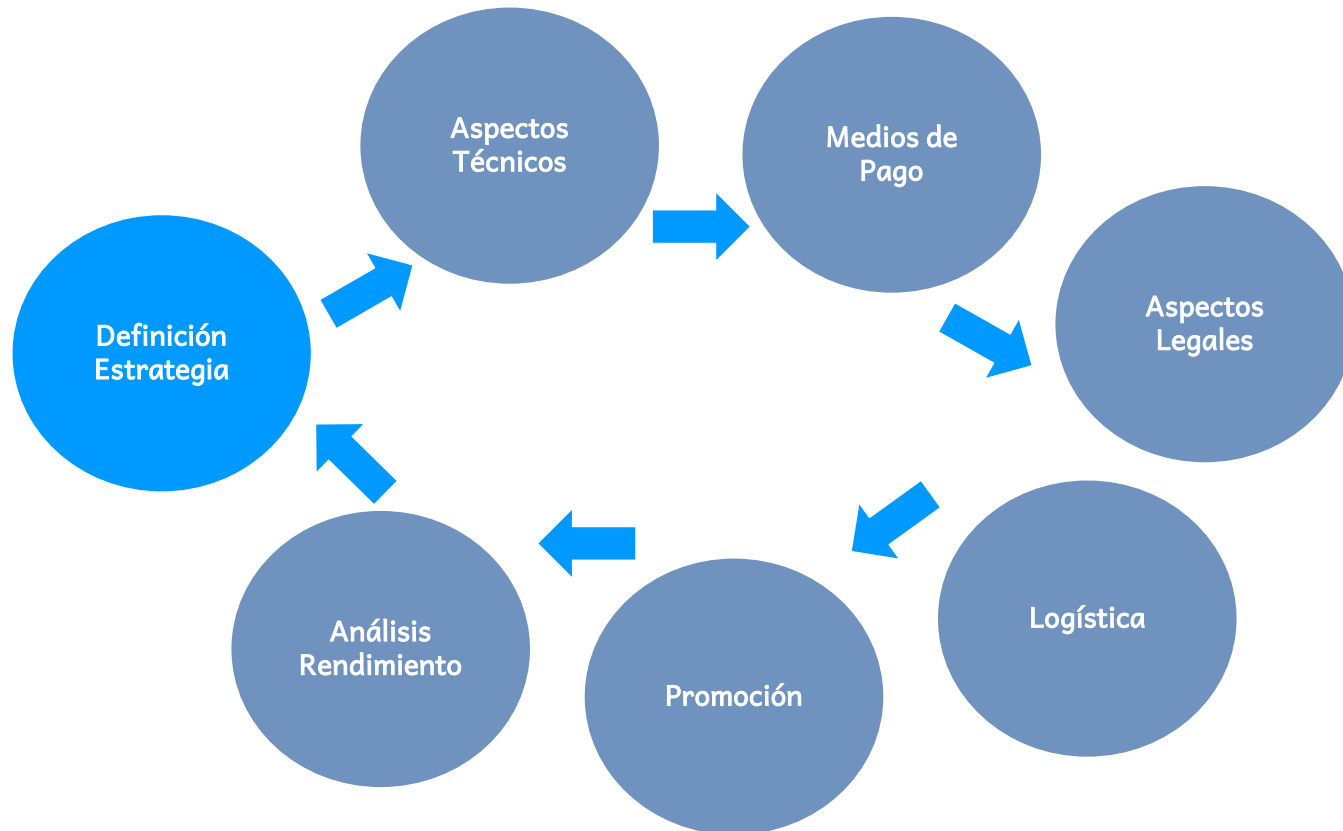 Definición
Estrategia
Aspectos
Técnicos
Medios de
Pago
Aspectos
Legales
Logística
Promoción
Análisis
Rendimiento